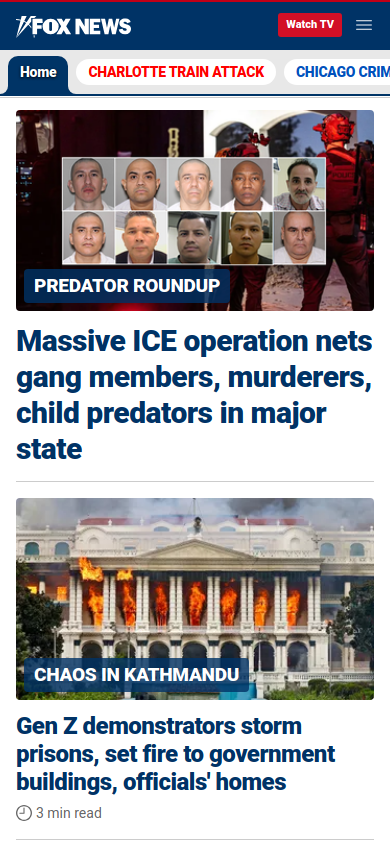 FOX NEWS
Watch TV
Home
CHARLOTTE TRAIN ATTACK
CHICAGO CRIM
PREDATOR ROUNDUP
Massive ICE operation nets
gang members, murderers,
child predators in major
state
CHAOS IN KATHMANDU
Gen Z demonstrators storm
prisons, set fire to government
buildings, officials' homes
3 min read